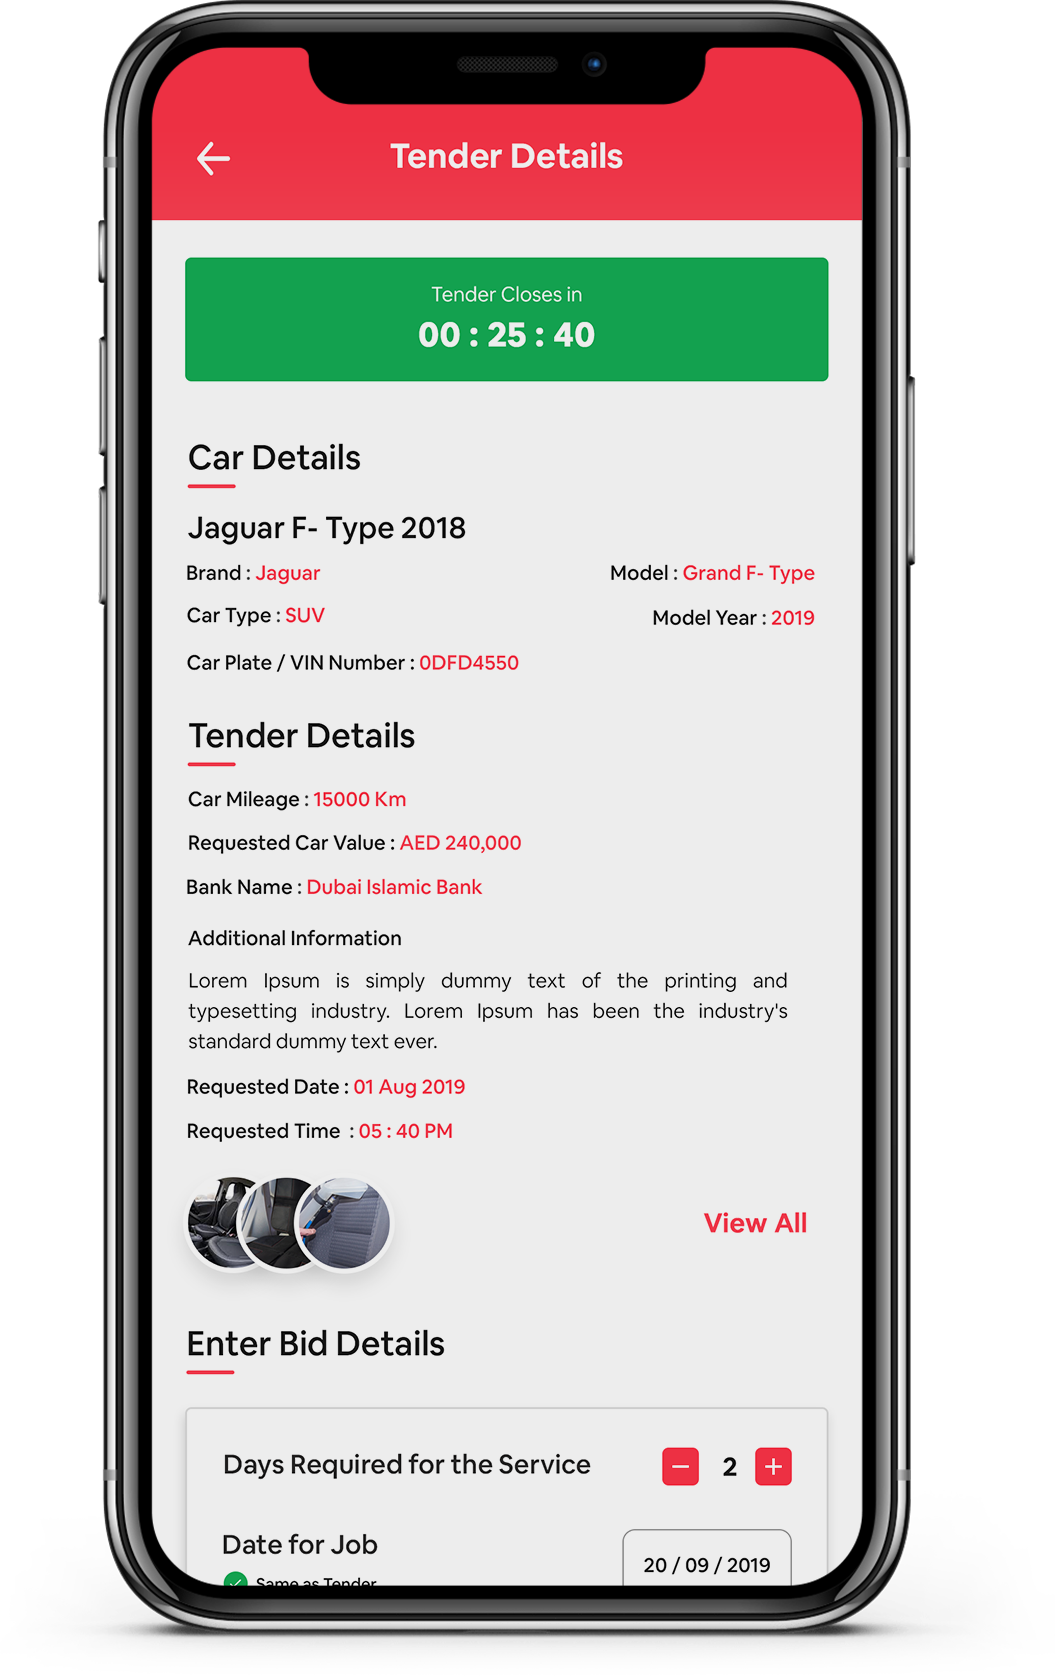 Tender Details
Tender Closes in
00 : 25 : 40
Car Details
Jaguar F- Type 2018
Brand : Jaguar
Model : Grand F- Type
Car Type : SUV
Model Year : 2019
Car Plate / VIN Number : 0DFD4550
Tender Details
Car Mileage : 15000 Km
Requested Car Value : AED 240,000
Bank Name : Dubai Islamic Bank
Additional Information
Lorem Ipsum is simply dummy text of the printing and
typesetting industry. Lorem Ipsum has been the industry's
standard dummy text ever.
Requested Date : 01 Aug 2019
Requested Time : 05 : 40 PM
View All
Enter Bid Details
Days Required for the Service
2
Date for Job
20 / 09 / 2019
Same as Tender